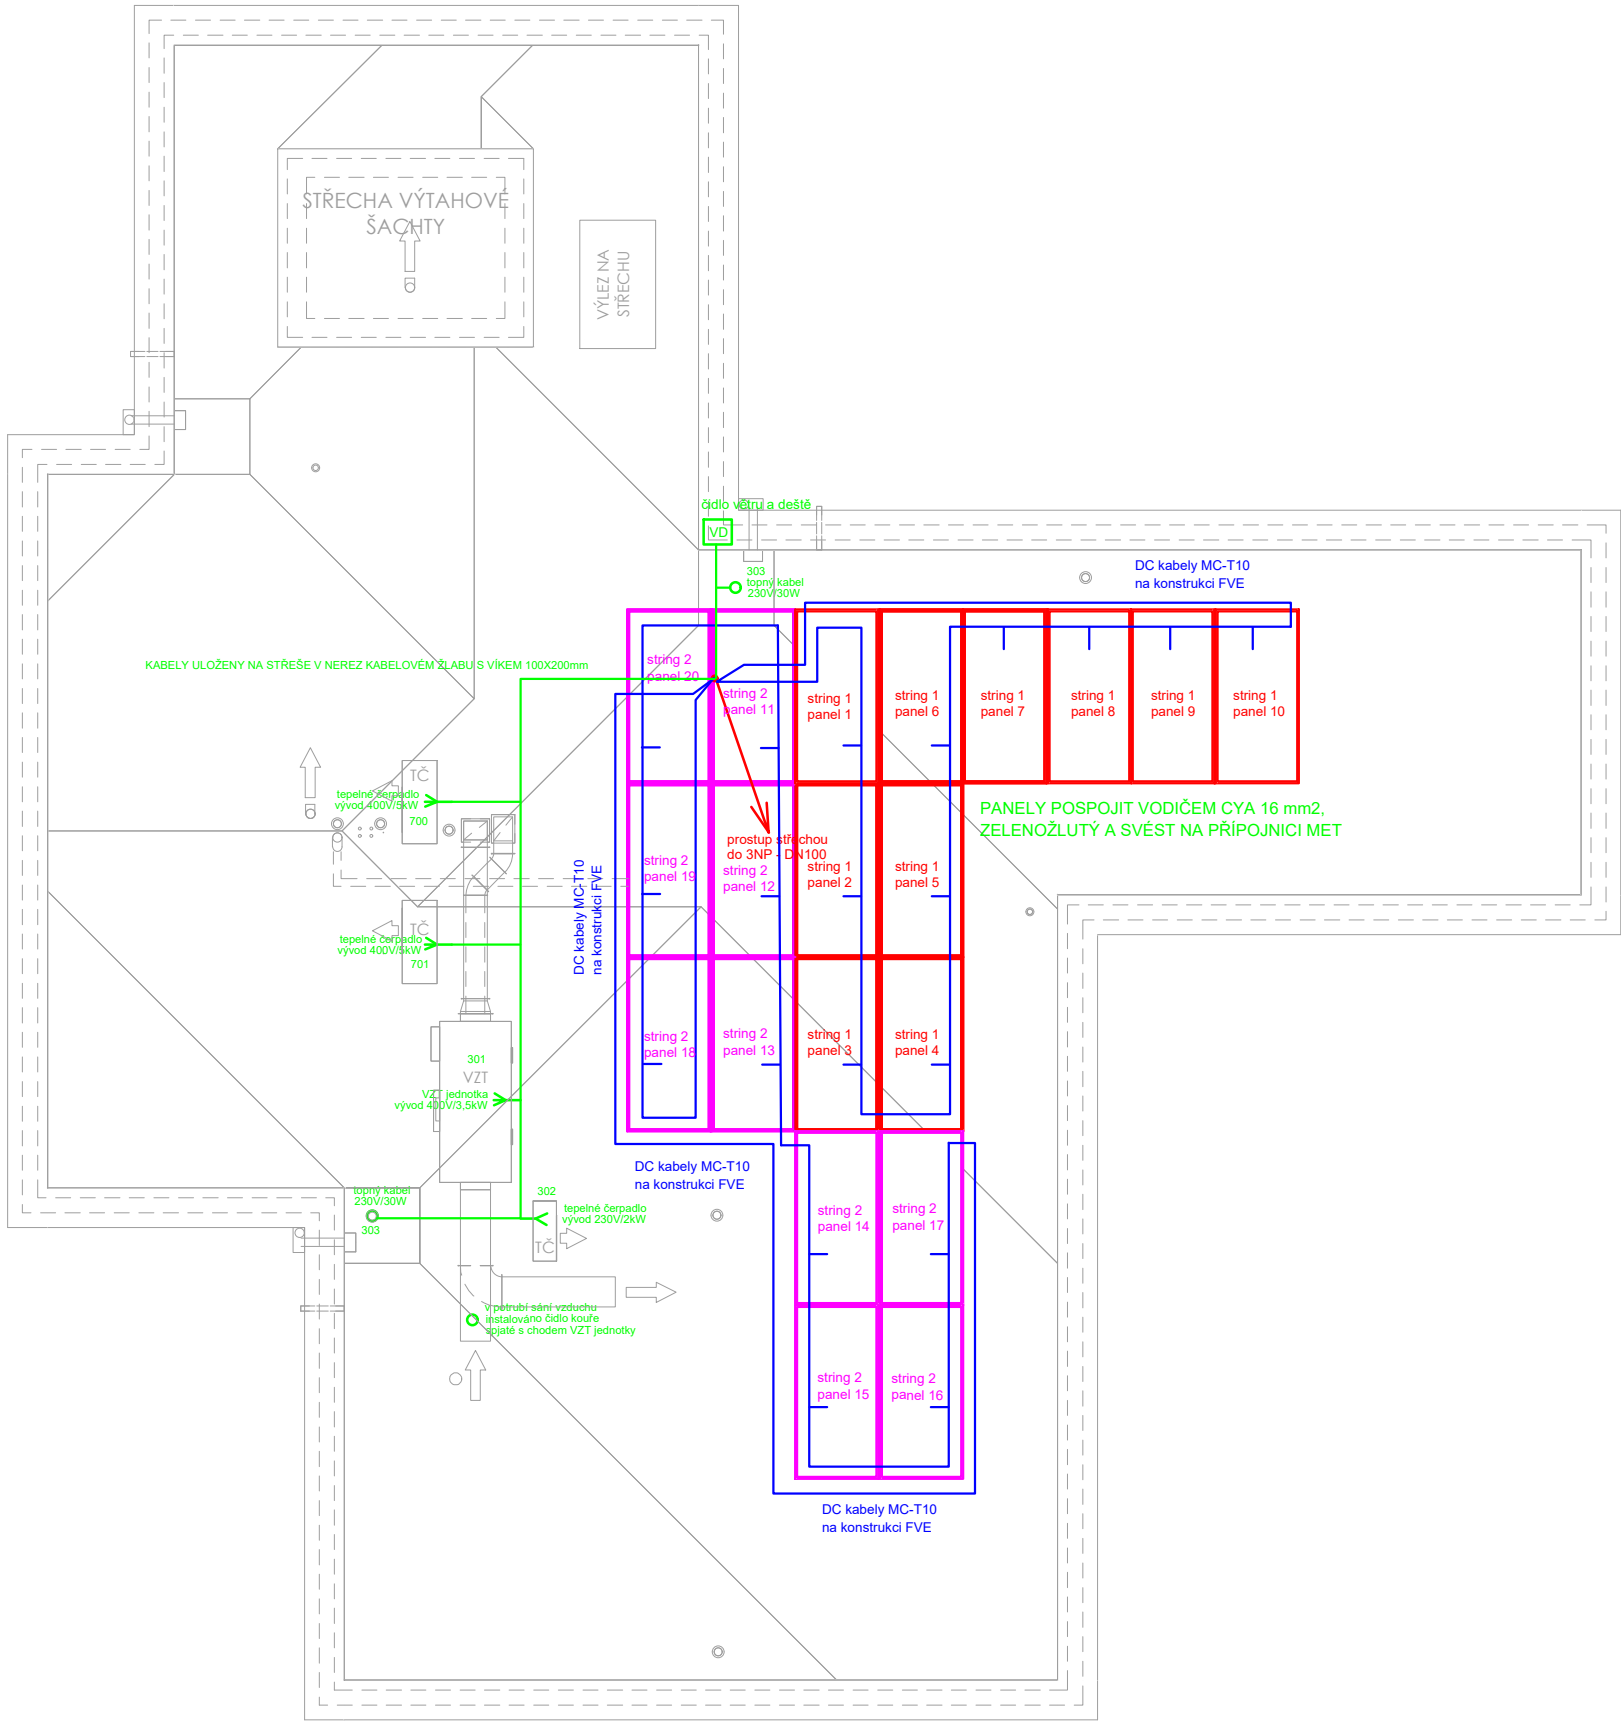 STŘECHA VÝTAHOVÉ
ŠACHTY
VÝLEZ NA
STŘECHU
čidlo větru a deště
VD
303
topný kabel
230V/30W
DC kabely MC-T10
na konstrukci FVE
KABELY ULOŽENY NA STŘEŠE V NEREZ KABELOVÉM ŽLABU S VÍKEM 100X200mm
string 2
panel 20
string 2
panel 11
string 1
panel 1
string 1
panel 6
string 1
panel 7
string 1
panel 8
string 1
panel 9
string 1
panel 10
TČ
tepelné čerpadlo
vývod 400V/5kW
700
PANELY POSPOJIT VODIČEM CYA 16 mm2,
ZELENOŽLUTÝ A SVÉST NA PŘÍPOJNICI MET
prostup střechou
do 3NP - DN100
DC kabely MC-T10
na konstrukci FVE
string 2
panel 19
string 2
panel 12
string 1
panel 2
string 1
panel 5
TČ
tepelné čerpadlo
vývod 400V/5kW
701
string 2
panel 18
string 2
panel 13
string 1
panel 3
string 1
panel 4
301
VZT
VZT jednotka
vývod 400V/3,5kW
DC kabely MC-T10
na konstrukci FVE
topný kabel
230V/30W
303
302
tepelné čerpadlo
vývod 230V/2kW
TČ
string 2
panel 14
string 2
panel 17
v potrubí sání vzduchu
instalováno čidlo kouře
spjaté s chodem VZT jednotky
string 2
panel 15
string 2
panel 16
DC kabely MC-T10
na konstrukci FVE